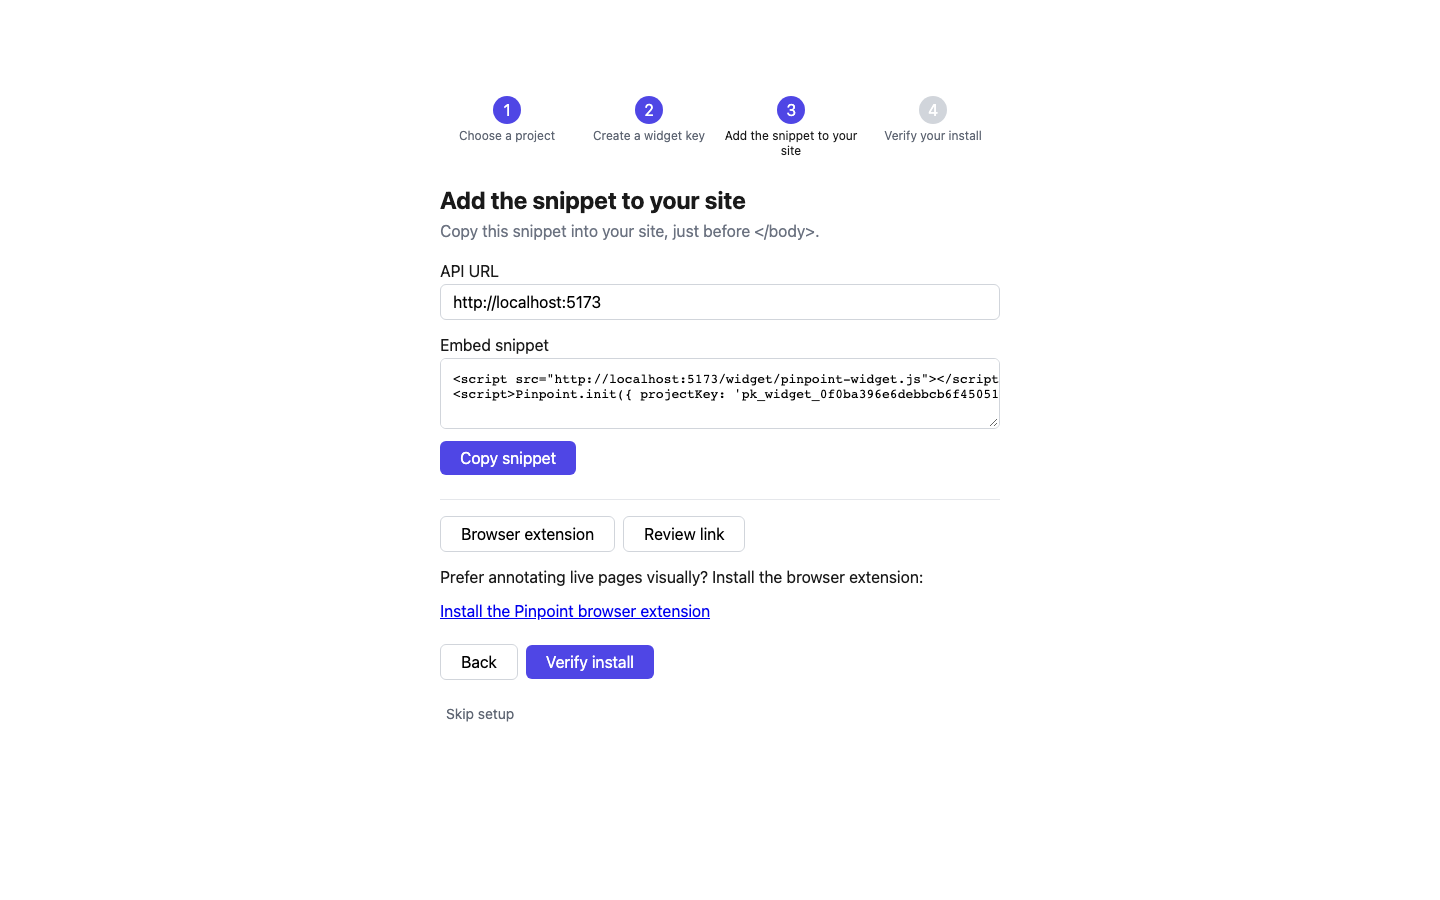 1
Choose a project
2
Create a widget key
3
Add the snippet to your
site
4
Verify your install
Add the snippet to your site
Copy this snippet into your site, just before </body>.
API URL
http://localhost:5173
Embed snippet
<script src="http://localhost:5173/widget/pinpoint-widget.js"></script
<script>Pinpoint.init({ projectKey: 'pk_widget_0f0ba396e6debbcb6f45051
Copy snippet
Browser extension
Review link
Prefer annotating live pages visually? Install the browser extension:
Install the Pinpoint browser extension
Back
Verify install
Skip setup